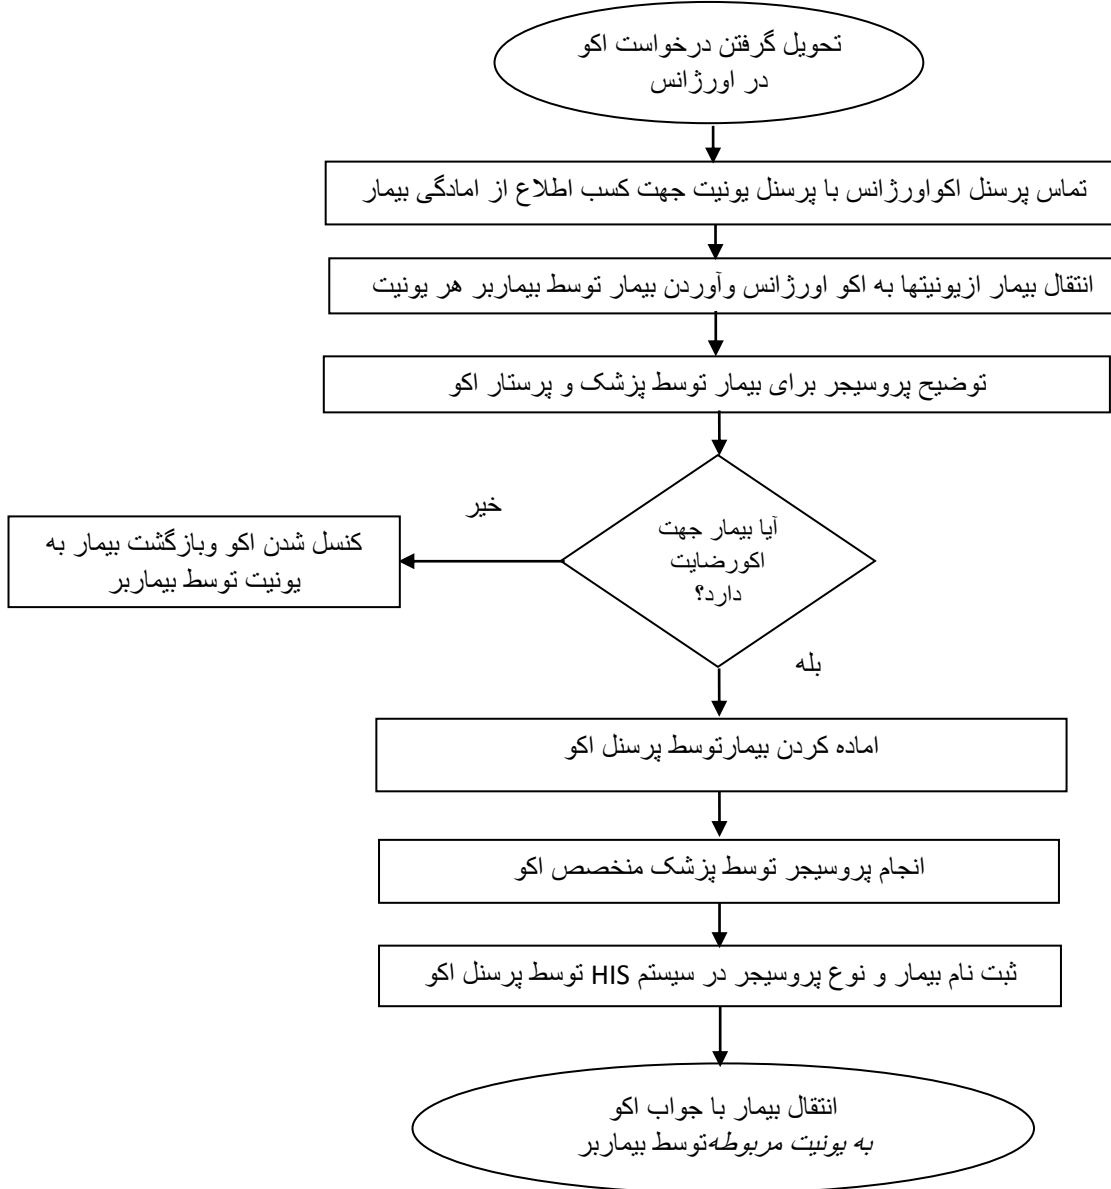 تحویل گرفتن درخواست اکو
در اورژانس
تماس پرسنل اکواورژانس با پرسنل یونیت جهت کسب اطلاع از امادگی بیمار
انتقال بیمار ازیونیتها به اکو اورژانس وآوردن بیمار توسط بیماربر هر یونیت
توضیح پروسیجر برای بیمار توسط پزشک و پرستار اکو
آیا بیمار جهت
اکورضایت
دارد؟
خیر
کنسل شدن اکو وبازگشت بیمار به
یونیت توسط بیماربر
بله
اماده کردن بیمارتوسط پرسنل اکو
انجام پروسیجر توسط پزشک متخصص اکو
ثبت نام بیمار و نوع پروسیجر در سیستم HIS توسط پرسنل اکو
انتقال بیمار با جواب اکو
به یونیت مربوطه‌توسط بیماربر